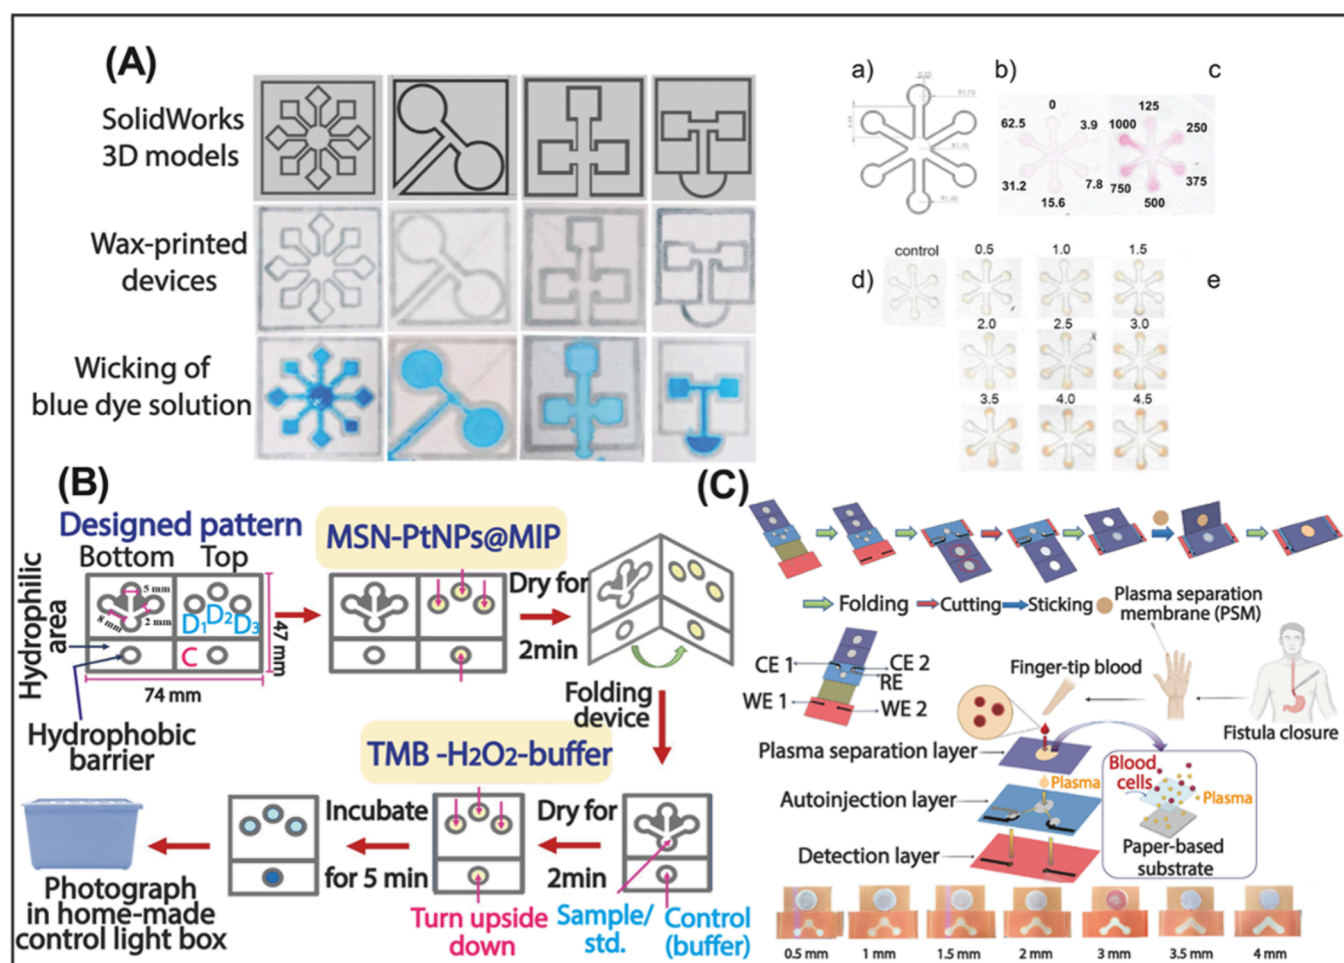 (A)
SolidWorks
3D models
Wax-printed
devices
Wicking of
blue dye solution
a)
R1.70
R1.70
b)
0
62.5
3.9
31.2
7.8
15.6
125
1000
250
750
375
500
c
d)
control
0.5
1.0
1.5
2.0
2.5
3.0
3.5
4.0
4.5
e
(B)
Designed pattern
Bottom
Top
Hydrophilic
area
5 mm
8 mm
2 mm
D1
D2
D3
C
47 mm
74 mm
Hydrophobic
barrier
MSN-PtNPs@MIP
Dry for
2min
Folding
device
TMB -H2O2-buffer
Sample/
std.
Control
(buffer)
Dry for
2min
Turn upside
down
Incubate
for 5 min
Photograph
in home-made
control light box
(C)
Folding
Cutting
Sticking
Plasma separation
membrane (PSM)
CE 1
CE 2
RE
WE 1
WE 2
Finger-tip blood
Fistula closure
Plasma separation layer
Plasma
Autoinjection layer
Detection layer
Blood
cells
Plasma
Paper-based
substrate
0.5 mm
1 mm
1.5 mm
2 mm
3 mm
3.5 mm
4 mm